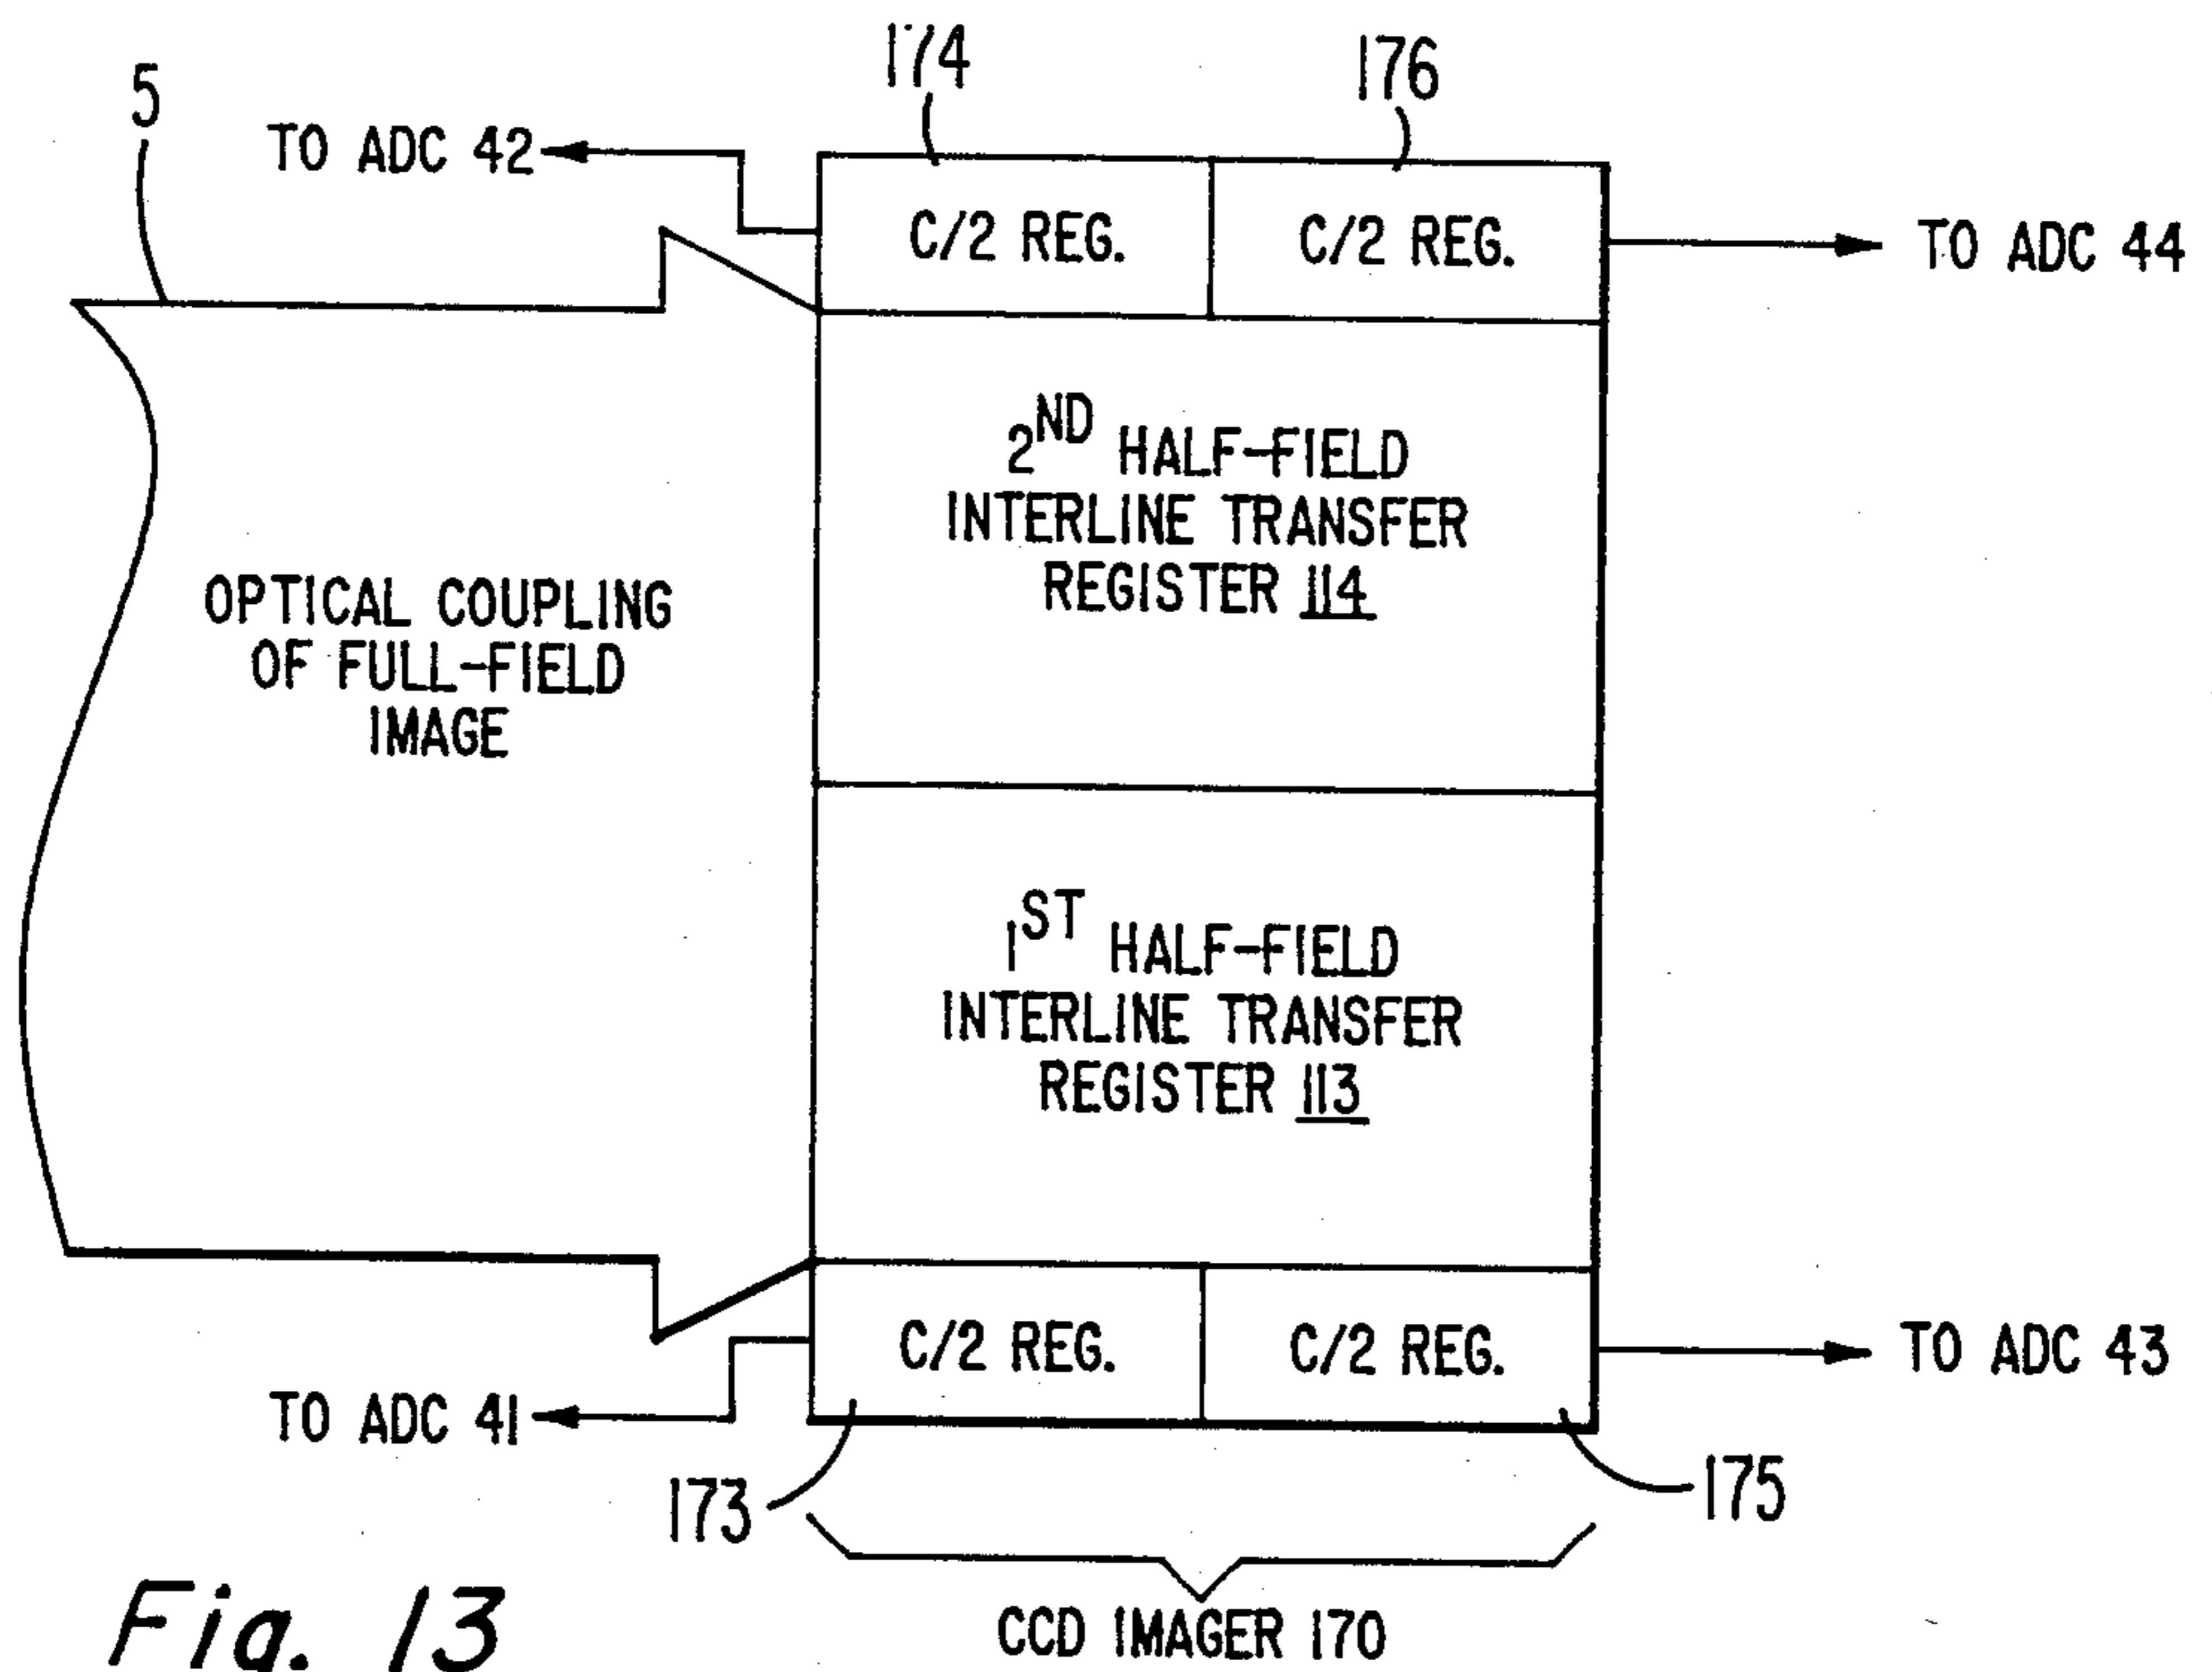 174
176
5
TO ADC 42
C/2 REG.
C/2 REG.
TO ADC 44
2ND HALF-FIELD
INTERLINE TRANSFER
REGISTER 114
OPTICAL COUPLING
OF FULL-FIELD
IMAGE
1ST HALF-FIELD
INTERLINE TRANSFER
REGISTER 113
C/2 REG.
C/2 REG.
TO ADC 43
TO ADC 41
173
175
CCD IMAGER 170
Fig. 13